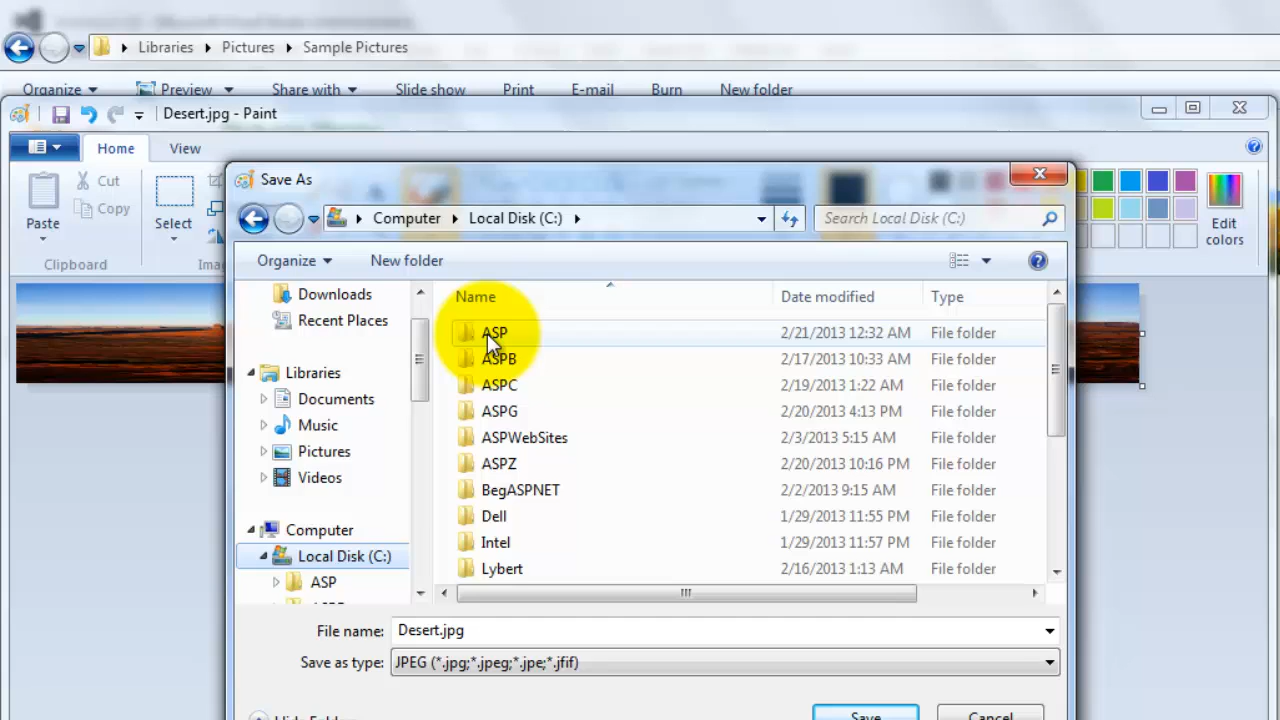 Libraries Pictures Sample Pictures
Organize Preview Share with Slide show Print E-mail Burn New folder
Desert.jpg - Paint
Home View
Paste
Cut
Copy
Select
Clipboard
Ima
Edit
colors
Save As
Computer Local Disk (C:)
Search Local Disk (C:)
Organize New folder
Downloads
Recent Places
Libraries
Documents
Music
Pictures
Videos
Computer
Local Disk (C:)
ASP
Name Date modified Type
ASP 2/21/2013 12:32 AM File folder
ASPB 2/17/2013 10:33 AM File folder
ASPC 2/19/2013 1:22 AM File folder
ASPG 2/20/2013 4:13 PM File folder
ASPWebSites 2/3/2013 5:15 AM File folder
ASPZ 2/20/2013 10:16 PM File folder
BegASPNET 2/2/2013 9:15 AM File folder
Dell 1/29/2013 11:55 PM File folder
Intel 1/29/2013 11:57 PM File folder
Lybert 2/16/2013 1:13 AM File folder
File name: Desert.jpg
Save as type: JPEG (*.jpg;*.jpeg;*.jpe;*.jfif)
Hide Folders Save Cancel